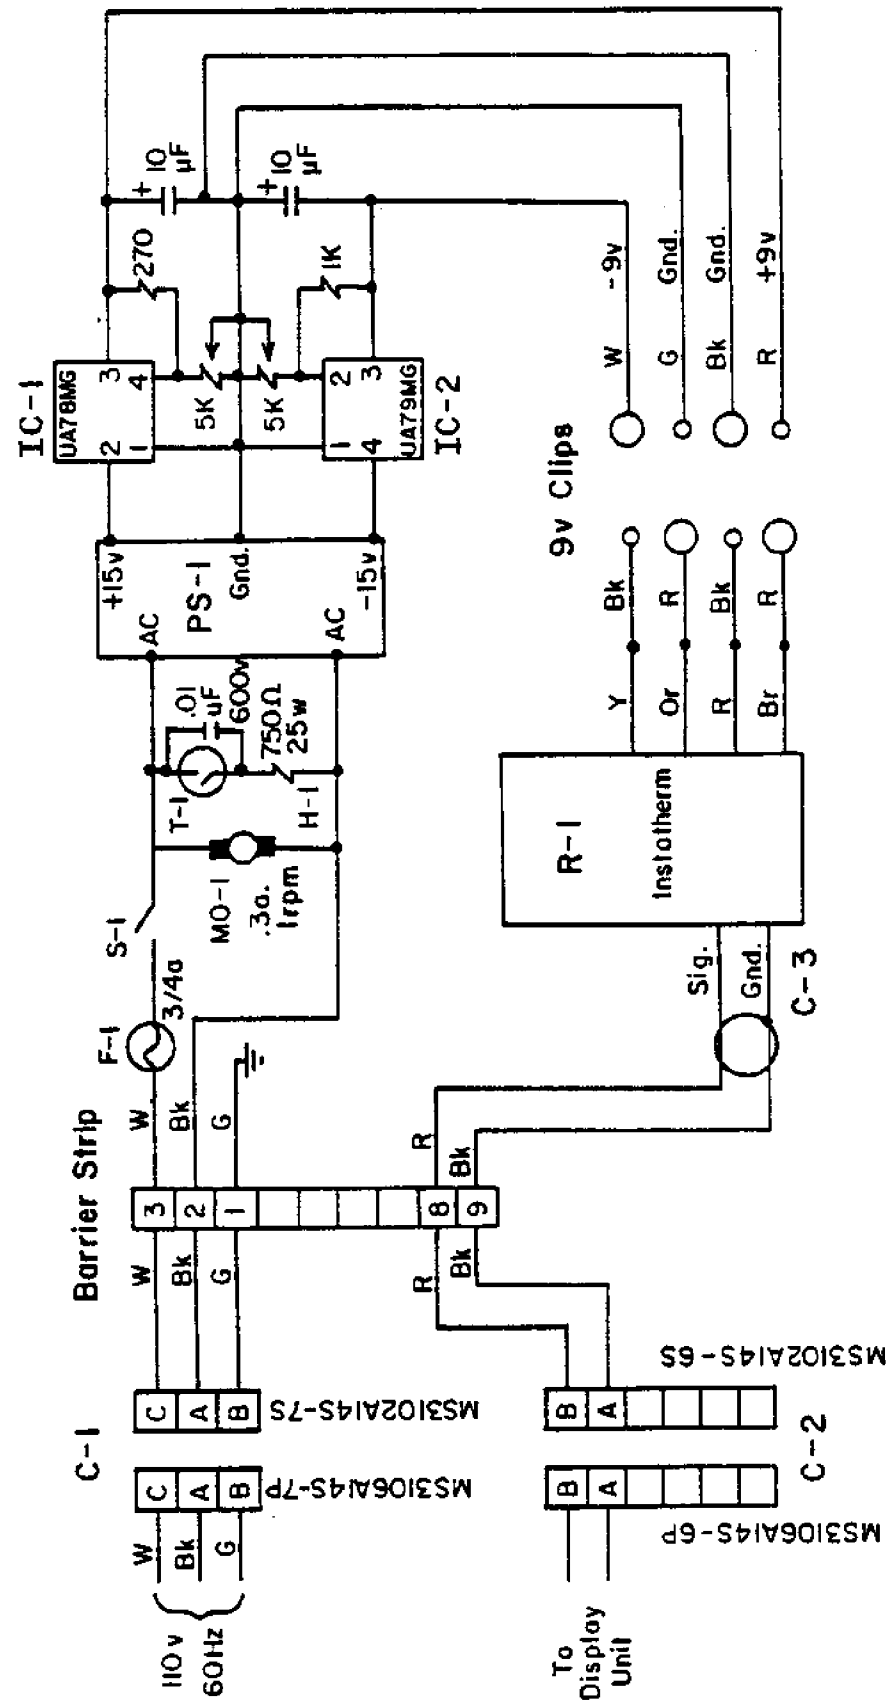 C-1
110v
60Hz
W
Bk
G
C
A
B
MS3106A14S-7P
C
A
B
MS3102A14S-7S
W
Bk
G
Barrier Strip
3
2
1
8
9
W
Bk
G
F-1
3/4a
S-1
MO-1
.3a.
1rpm
T-1
.01
uF
600v
750Ω
25w
H-1
AC
AC
PS-1
+15v
Gnd.
-15v
IC-1
UA78MG
2
3
1
4
5K
5K
1
2
4
3
UA79MG
IC-2
270
1K
+
10
µF
+
10
µF
To
Display
Unit
B
A
MS3106A14S-6P
B
A
MS3102A14S-6S
C-2
R
Bk
R
Bk
Sig.
Gnd.
C-3
R-1
Instotherm
Y
Or
R
Br
Bk
R
Bk
R
9v Clips
W
G
Bk
R
-9v
Gnd.
Gnd.
+9v